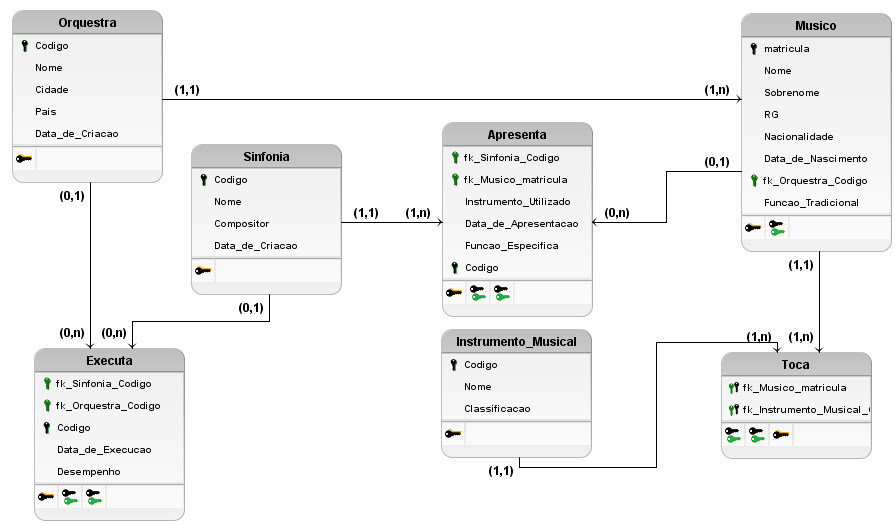 Orquestra
Codigo
Nome
Cidade
Pais
Data_de_Criacao
(1,1)
(1,n)
(0,1)
Musico
matricula
Nome
Sobrenome
RG
Nacionalidade
Data_de_Nascimento
fk_Orquestra_Codigo
Funcao_Tradicional
(0,1)
(1,1)
Sinfonia
Codigo
Nome
Compositor
Data_de_Criacao
(1,1)
(1,n)
(0,1)
Apresenta
fk_Sinfonia_Codigo
fk_Musico_matricula
Instrumento_Utilizado
Data_de_Apresentacao
Funcao_Especifica
Codigo
(0,n)
(0,n)
(0,n)
Executa
fk_Sinfonia_Codigo
fk_Orquestra_Codigo
Codigo
Data_de_Execucao
Desempenho
Instrumento_Musical
Codigo
Nome
Classificacao
(1,1)
(1,n)
(1,n)
Toca
fk_Musico_matricula
fk_Instrumento_Musical_